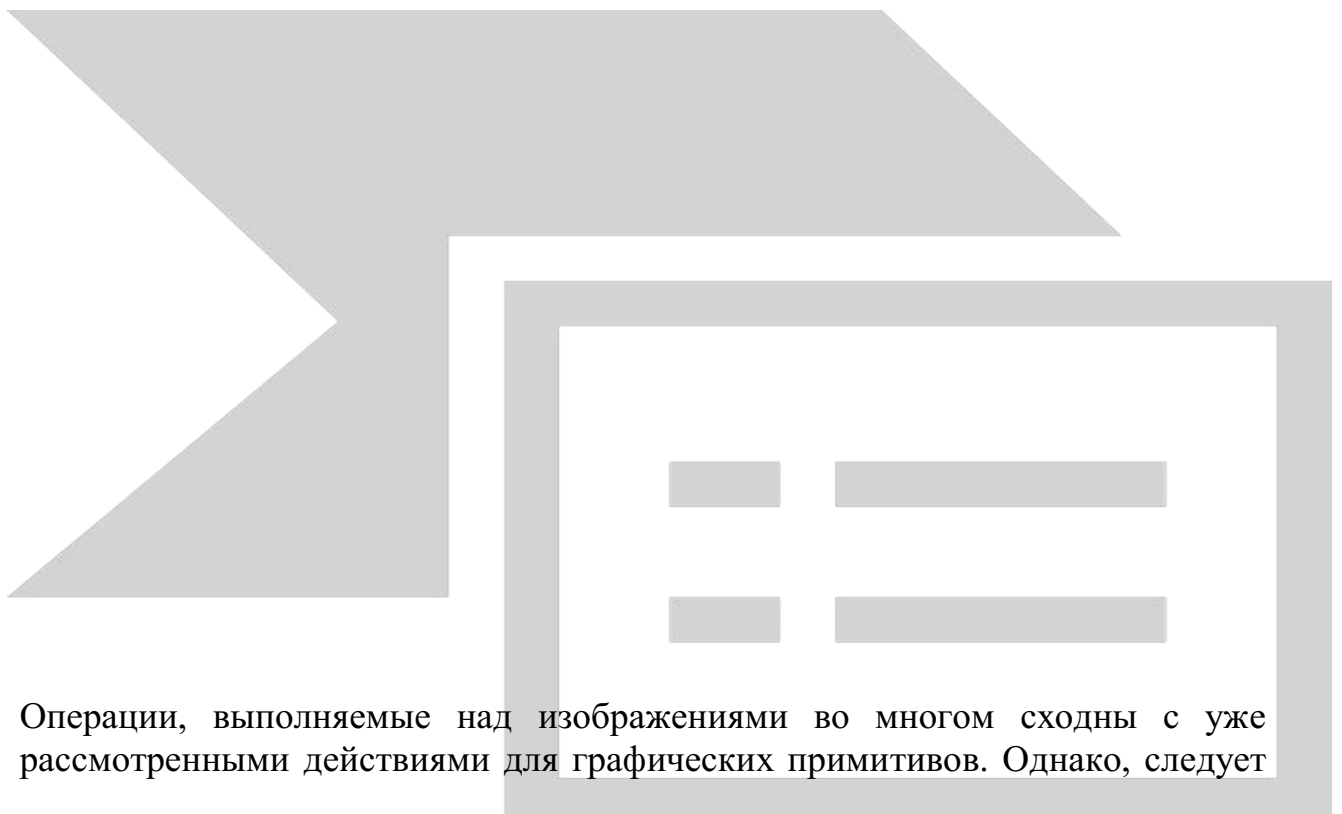 Операции, выполняемые над изображениями во многом сходны с уже
рассмотренными действиями для графических примитивов. Однако, следует